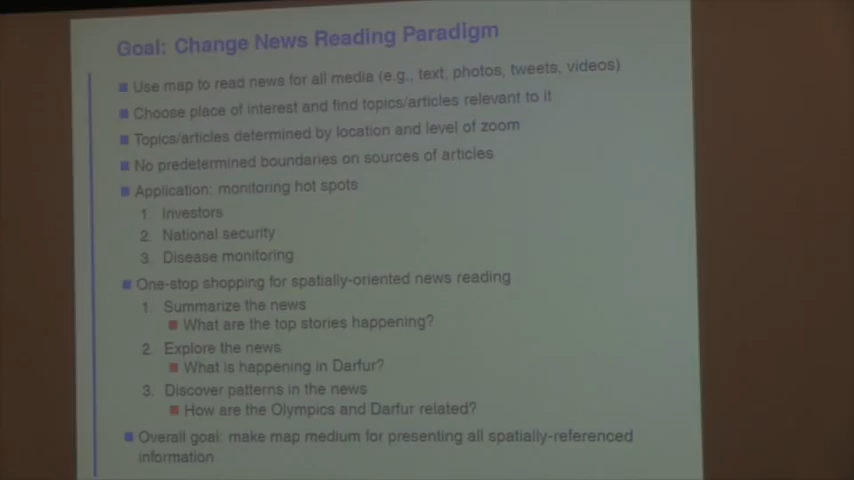 Goal: Change News Reading Paradigm
Use map to read news for all media (e.g., text, photos, tweets, videos)
Choose place of interest and find topics/articles relevant to it
Topics/articles determined by location and level of zoom
No predetermined boundaries on sources of articles
Application: monitoring hot spots
1. Investors
2. National security
3. Disease monitoring
One-stop shopping for spatially-oriented news reading
1. Summarize the news
What are the top stories happening?
2. Explore the news
What is happening in Darfur?
3. Discover patterns in the news
How are the Olympics and Darfur related?
Overall goal: make map medium for presenting all spatially-referenced
information